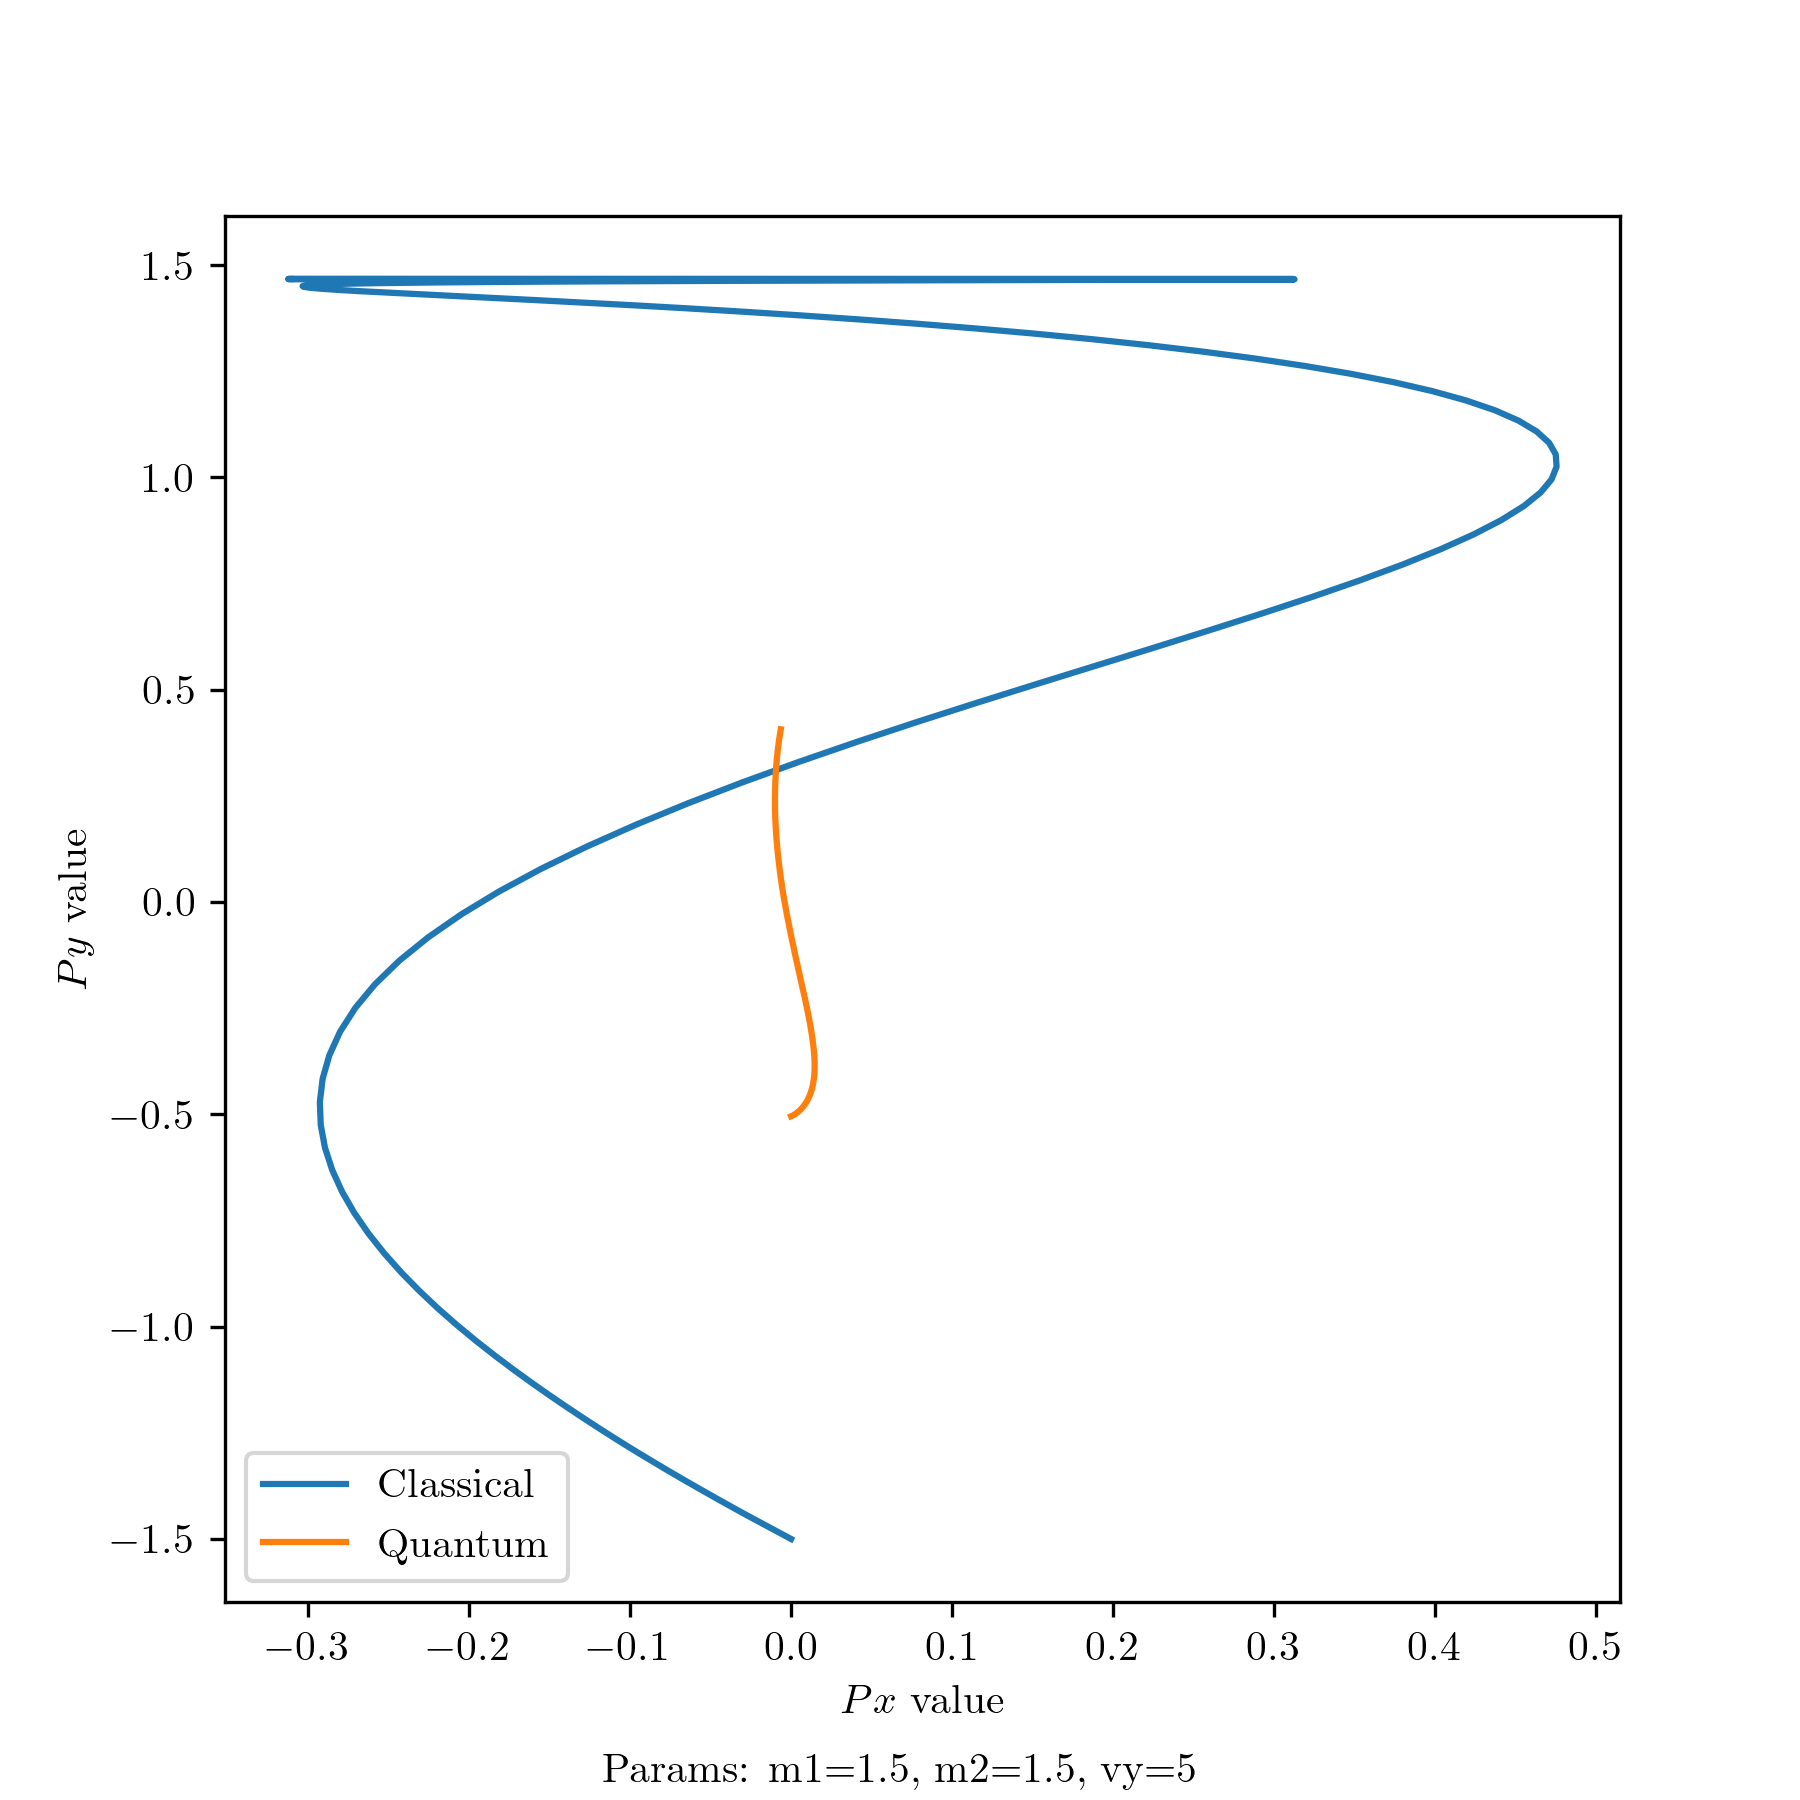 1.5
1.0
0.5
0.0
−0.5
−1.0
−1.5
Py value
Classical
Quantum
−0.3 −0.2 −0.1 0.0 0.1 0.2 0.3 0.4 0.5
Px value
Params: m1=1.5, m2=1.5, vy=5